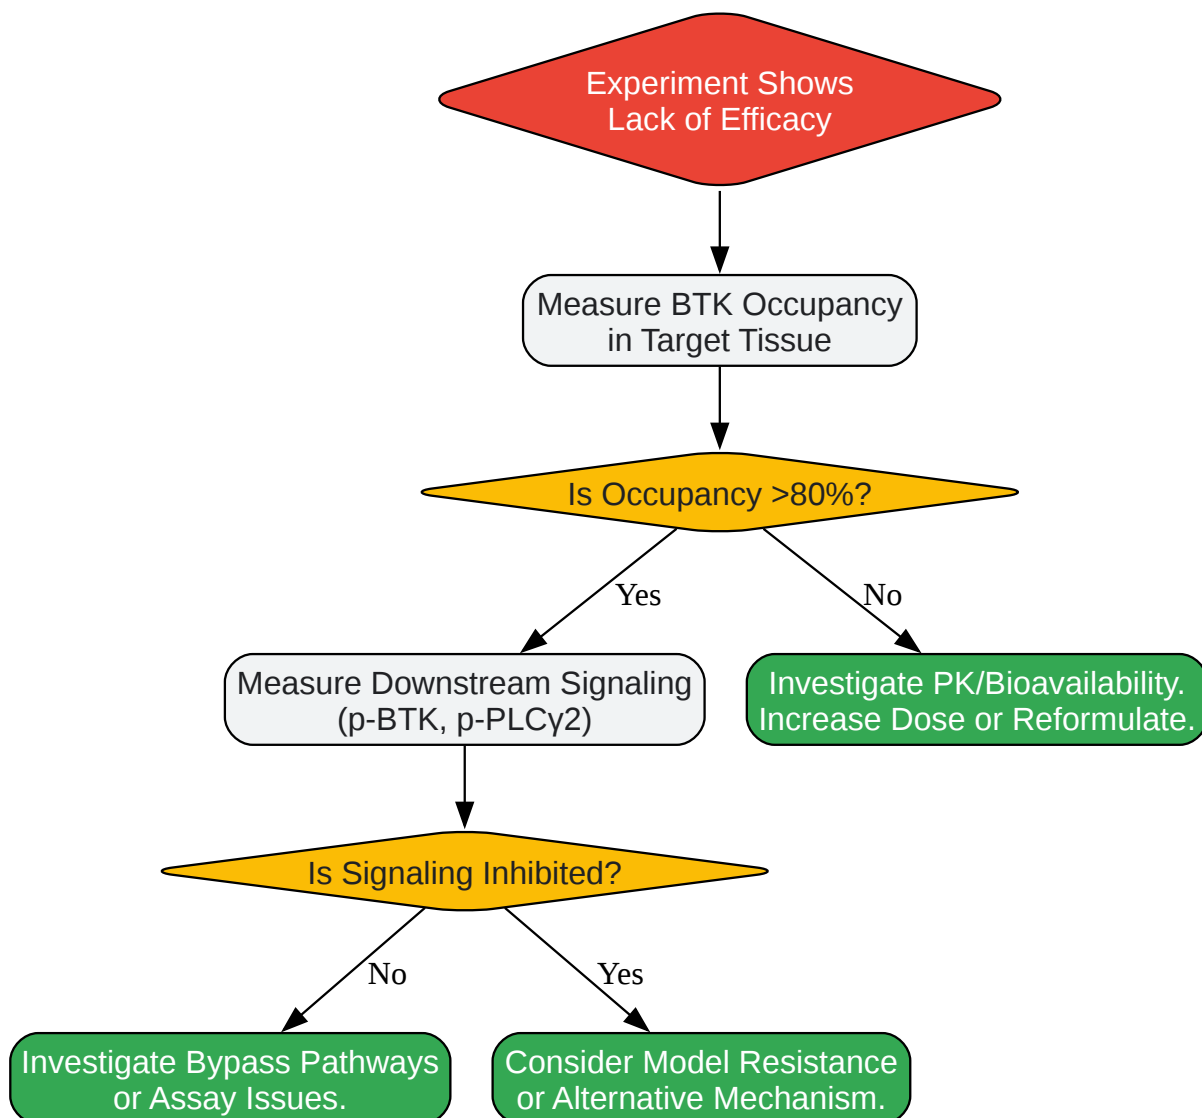 Experiment Shows
Lack of Efficacy
Measure BTK Occupancy
in Target Tissue
Is Occupancy >80%?
Yes
No
Measure Downstream Signaling
(p-BTK, p-PLCγ2)
Investigate PK/Bioavailability.
Increase Dose or Reformulate.
Is Signaling Inhibited?
No
Yes
Investigate Bypass Pathways
or Assay Issues.
Consider Model Resistance
or Alternative Mechanism.